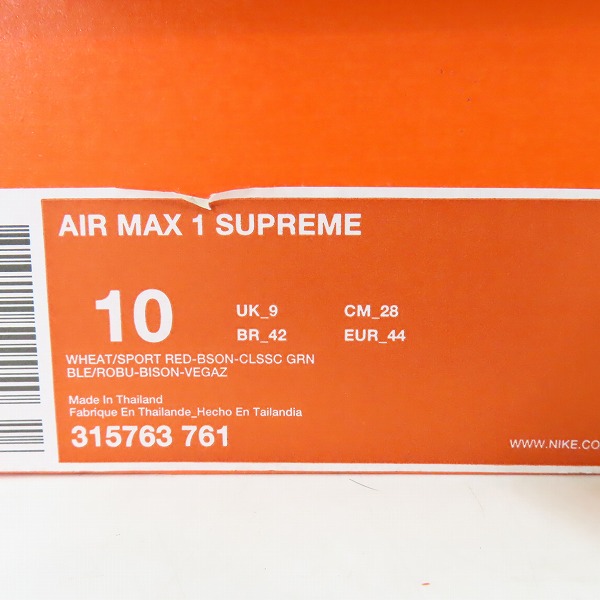 AIR MAX 1 SUPREME
10
UK_9 CM_28
BR_42 EUR_44
WHEAT/SPORT RED-BSON-CLSSC GRN
BLE/ROBU-BISON-VEGAZ
Made In Thailand
Fabrique En Thailande_Hecho En Tailandia
315763 761
WWW.NIKE.CO